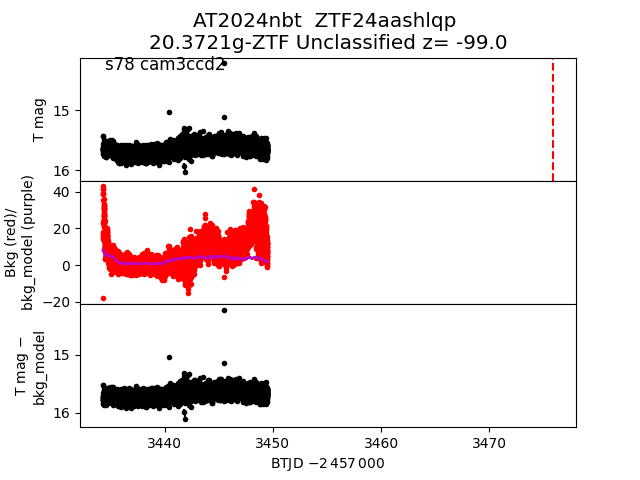 AT2024nbt  ZTF24aashlqp
20.3721g-ZTF Unclassified z= -99.0
s78 cam3ccd2
T mag
15
16
Bkg (red)/
bkg_model (purple)
40
20
0
−20
T mag −
bkg_model
15
16
3440
3450
3460
3470
BTJD −2 457 000